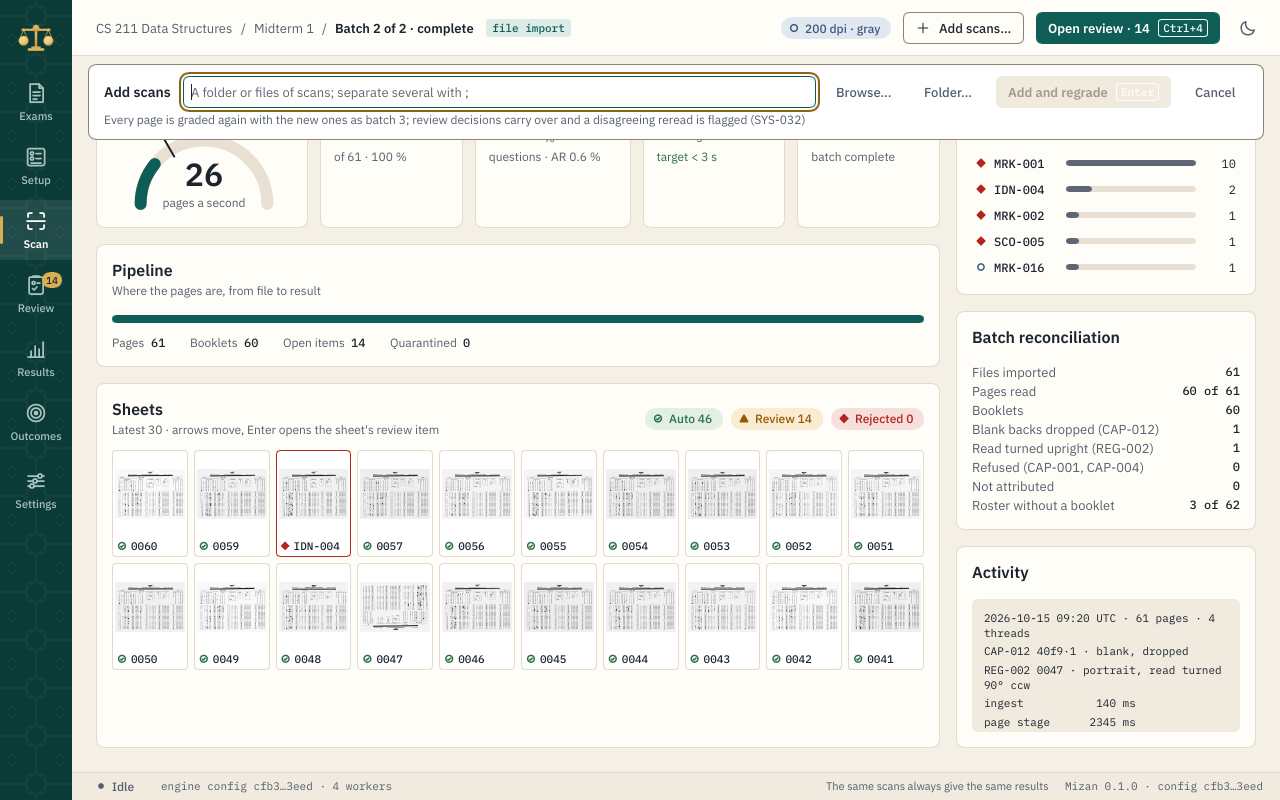 CS 211 Data Structures / Midterm 1 / Batch 2 of 2 · complete file import
200 dpi · gray
Add scans...
Open review · 14 Ctrl+4
Exams
Setup
Scan
14
Review
Results
Outcomes
Settings
Add scans
A folder or files of scans; separate several with ;
Browse...
Folder...
Add and regrade Enter
Cancel
Every page is graded again with the new ones as batch 3; review decisions carry over and a disagreeing reread is flagged (SYS-032)
26
pages a second
of 61 · 100 %
questions · AR 0.6 %
target < 3 s
batch complete
MRK-001 10
IDN-004 2
MRK-002 1
SCO-005 1
MRK-016 1
Pipeline
Where the pages are, from file to result
Pages 61 Booklets 60 Open items 14 Quarantined 0
Sheets
Latest 30 · arrows move, Enter opens the sheet's review item
Auto 46
Review 14
Rejected 0
0060 0059 IDN-004 0057 0056 0055 0054 0053 0052 0051
0050 0049 0048 0047 0046 0045 0044 0043 0042 0041
Batch reconciliation
Files imported 61
Pages read 60 of 61
Booklets 60
Blank backs dropped (CAP-012) 1
Read turned upright (REG-002) 1
Refused (CAP-001, CAP-004) 0
Not attributed 0
Roster without a booklet 3 of 62
Activity
2026-10-15 09:20 UTC · 61 pages · 4
threads
CAP-012 40f9·1 · blank, dropped
REG-002 0047 · portrait, read turned
90° ccw
ingest 140 ms
page stage 2345 ms
Idle
engine config cfb3…3eed · 4 workers
The same scans always give the same results
Mizan 0.1.0 · config cfb3…3eed